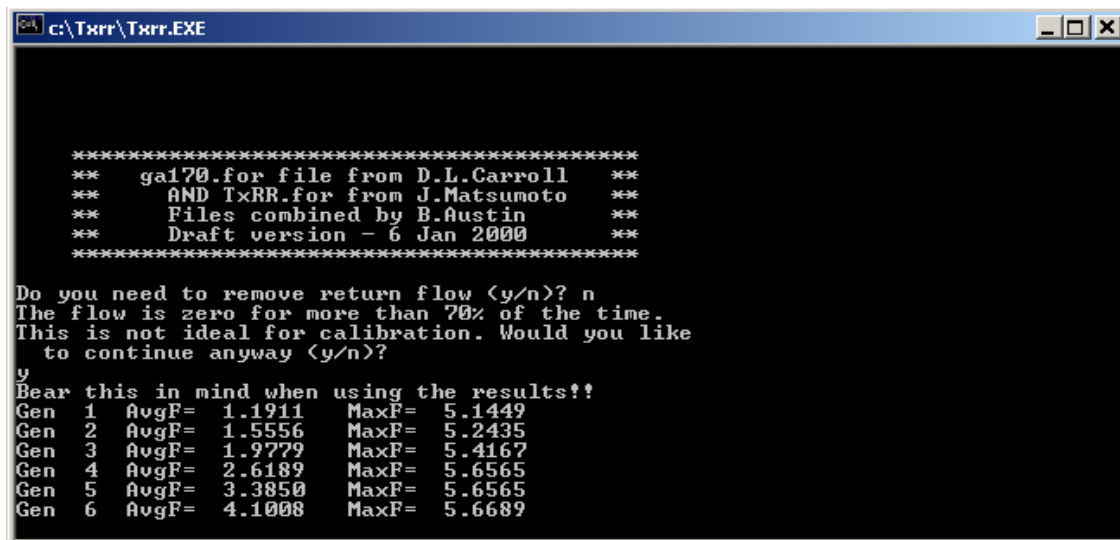 c:\Txrr\Txrr.EXE
*****************************************
** ga170.for file from D.L.Carroll **
** AND TxRR.for from J.Matsumoto **
** Files combined by B.Austin **
** Draft version - 6 Jan 2000 **
*****************************************
Do you need to remove return flow (y/n)? n
The flow is zero for more than 70% of the time.
This is not ideal for calibration. Would you like
to continue anyway (y/n)?
y
Bear this in mind when using the results!!
Gen 1 AvgF= 1.1911 MaxF= 5.1449
Gen 2 AvgF= 1.5556 MaxF= 5.2435
Gen 3 AvgF= 1.9779 MaxF= 5.4167
Gen 4 AvgF= 2.6189 MaxF= 5.6565
Gen 5 AvgF= 3.3850 MaxF= 5.6565
Gen 6 AvgF= 4.1008 MaxF= 5.6689